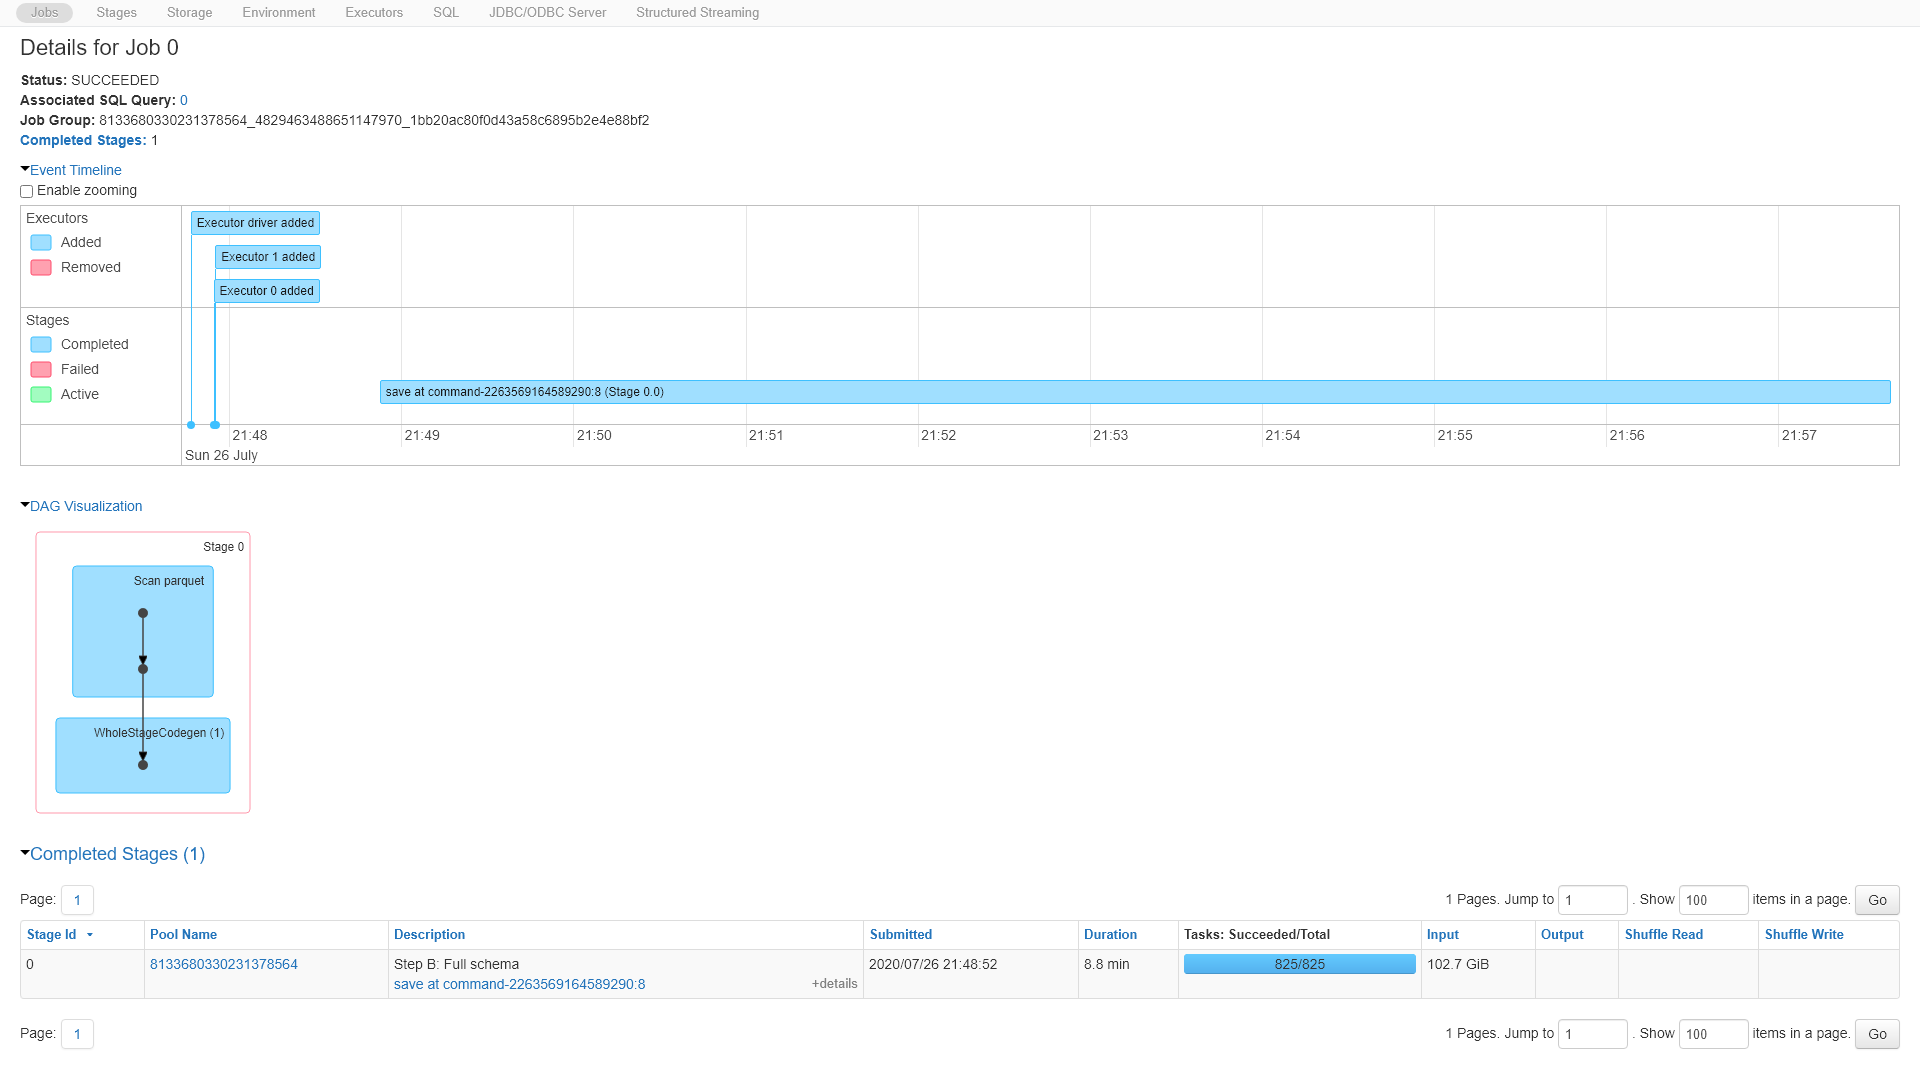 Jobs Stages Storage Environment Executors SQL JDBC/ODBC Server Structured Streaming
Details for Job 0
Status: SUCCEEDED
Associated SQL Query: 0
Job Group: 8133680330231378564_4829463488651147970_1bb20ac80f0d43a58c6895b2e4e88bf2
Completed Stages: 1
Event Timeline
Enable zooming
Executors
Added
Removed
Executor driver added
Executor 1 added
Executor 0 added
Stages
Completed
Failed
Active
save at command-2263569164589290:8 (Stage 0.0)
21:48 21:49 21:50 21:51 21:52 21:53 21:54 21:55 21:56 21:57
Sun 26 July
DAG Visualization
Stage 0
Scan parquet
WholeStageCodegen (1)
Completed Stages (1)
Page: 1 1 Pages. Jump to 1 . Show 100 items in a page. Go
Stage Id Pool Name Description Submitted Duration Tasks: Succeeded/Total Input Output Shuffle Read Shuffle Write
0 8133680330231378564 Step B: Full schema 2020/07/26 21:48:52 8.8 min 825/825 102.7 GiB
save at command-2263569164589290:8 +details
Page: 1 1 Pages. Jump to 1 . Show 100 items in a page. Go